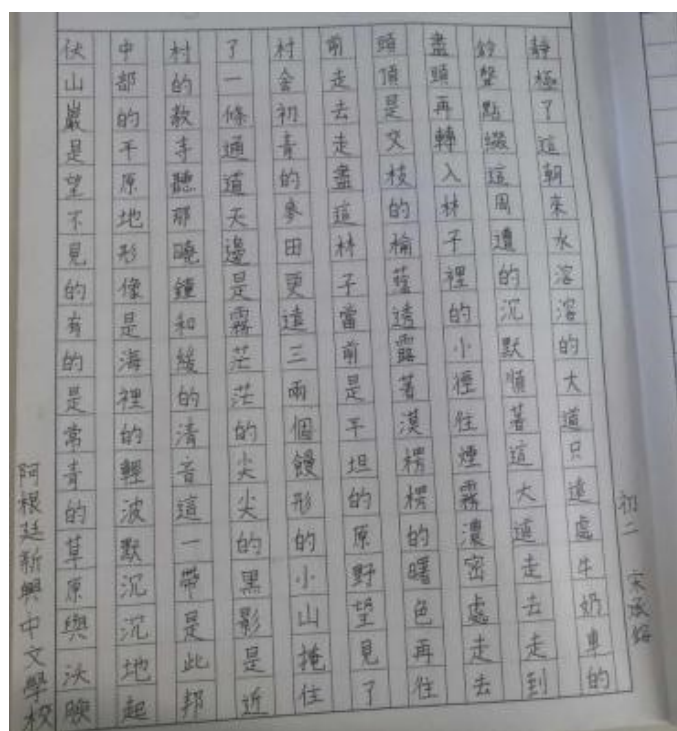 初二 宋承
靜極了這朝來水溶溶的大道只遠處牛奶車的
鈴聲點綴這周遭的沉默順著這大道走去走到
盡頭再轉入林子裡的小徑往煙霧濃密處走去
頭頂是交枝的榆蔭透露著漠楞楞的曙色再往
前走去走盡這林子當前是平坦的原野望見了
村舍初青的麥田更遠三兩個饅形的小山掩住
了一條通道天邊是霧茫茫的尖尖的黑影是近
村的教寺聽那曉鐘和緩的清音這一帶是此邦
中部的平原地形像是海裡的輕波默沉沉地起
伏山巖是望不見的有的是常青的草原與沃腴
阿根廷新興中文學校